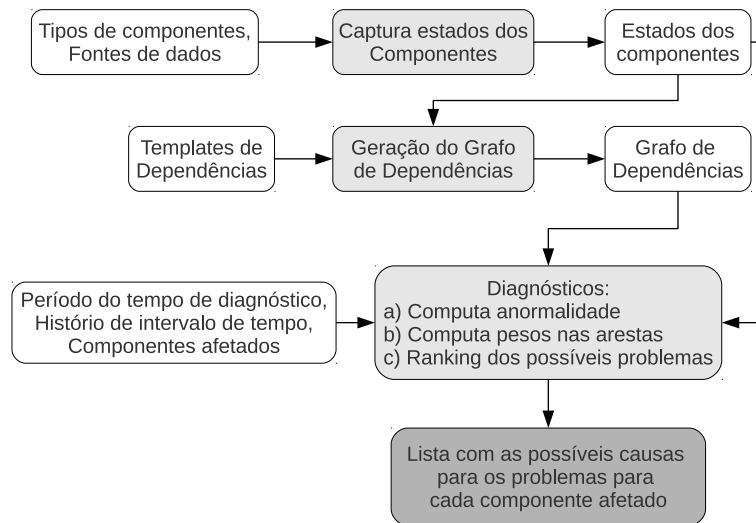 Tipos de componentes,
Fontes de dados
Captura estados dos
Componentes
Estados dos
componentes
Templates de
Dependências
Geração do Grafo
de Dependências
Grafo de
Dependências
Período do tempo de diagnóstico,
Histório de intervalo de tempo,
Componentes afetados
Diagnósticos:
a) Computa anormalidade
b) Computa pesos nas arestas
c) Ranking dos possíveis problemas
Lista com as possíveis causas
para os problemas para
cada componente afetado